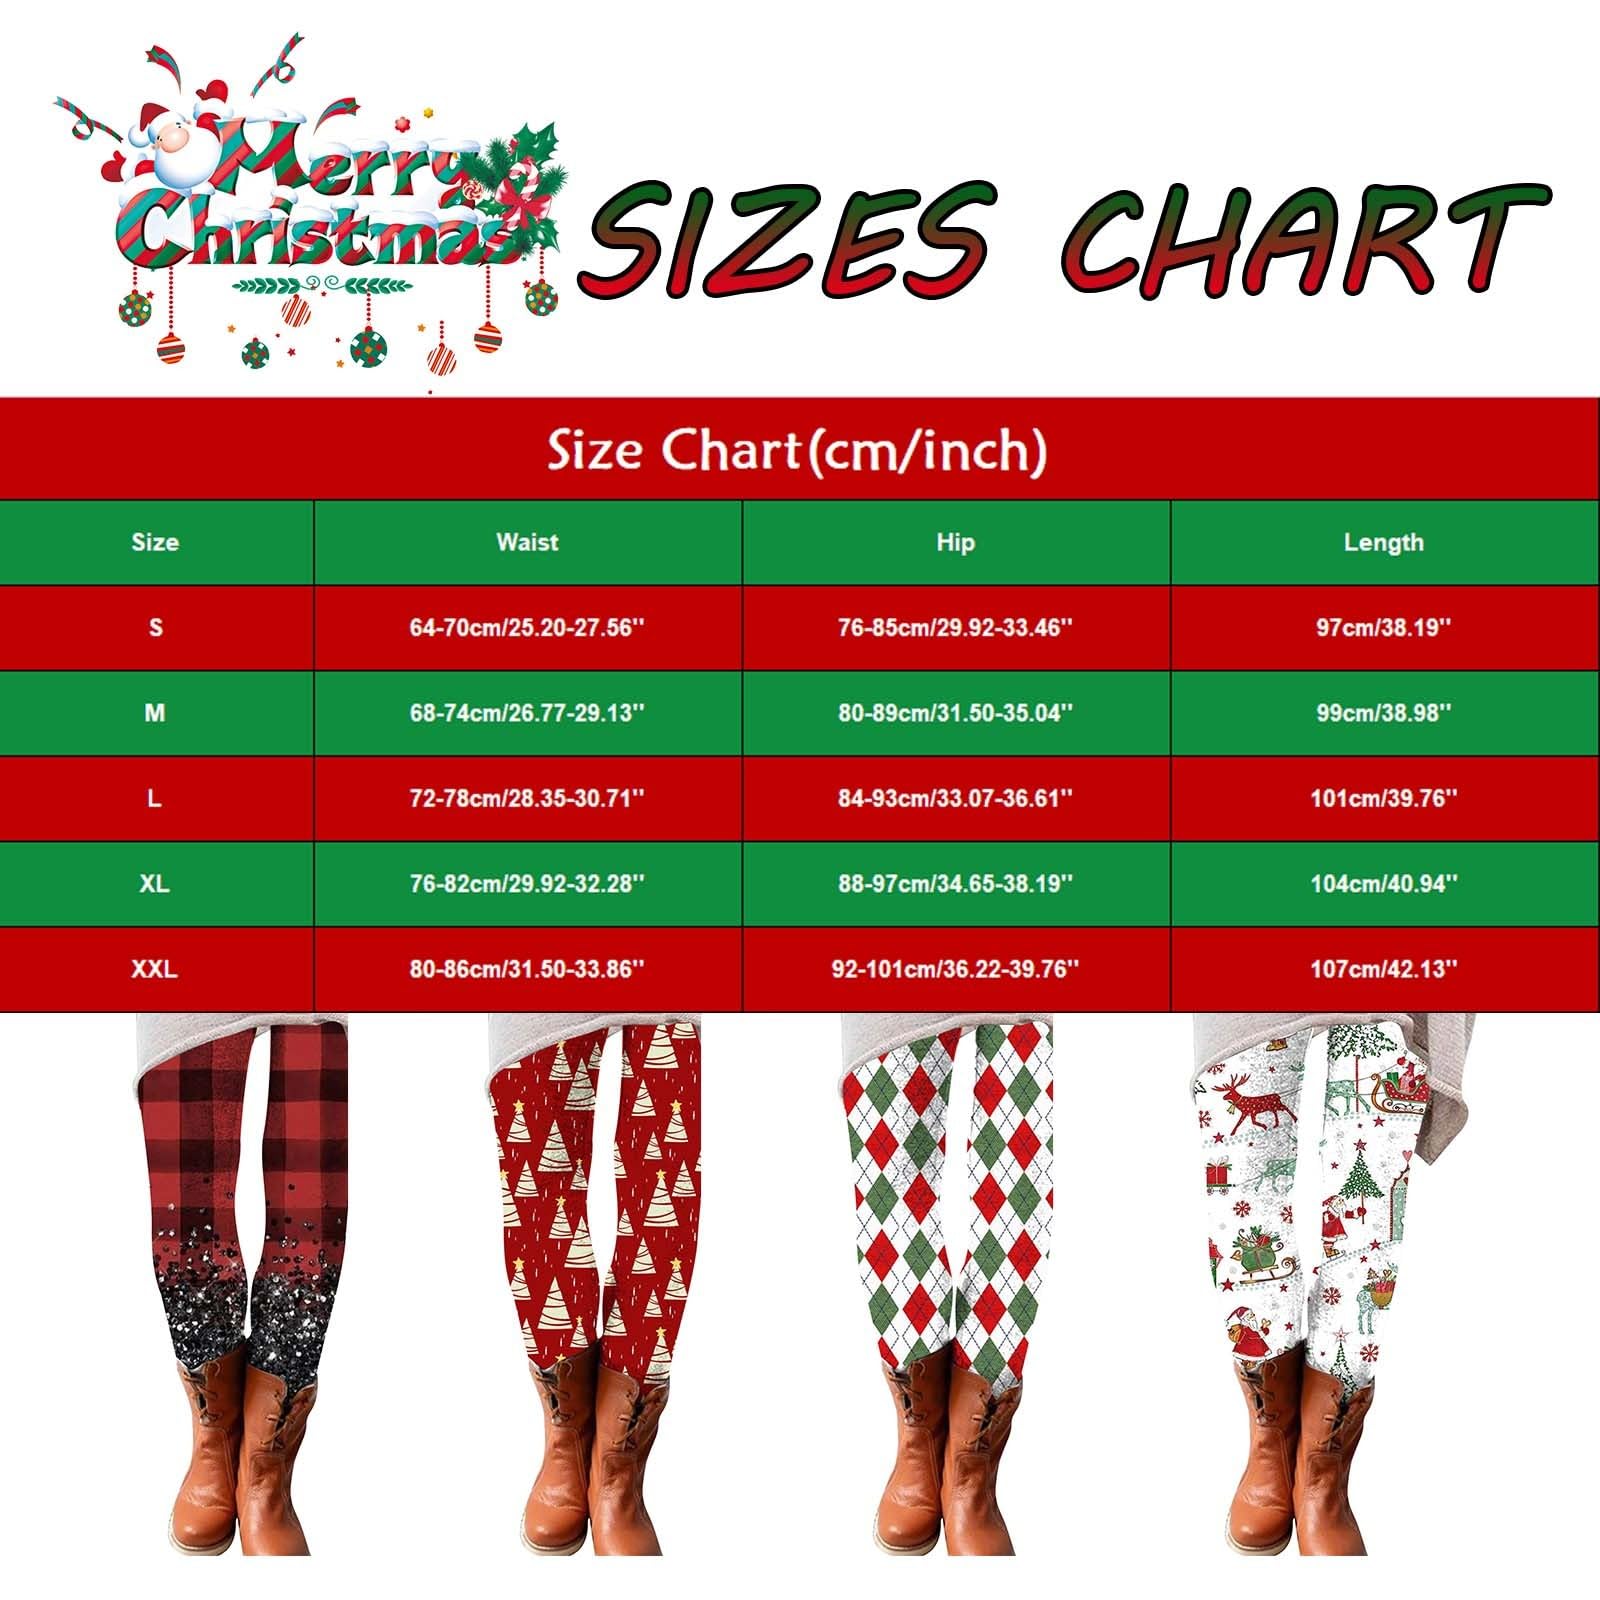 Merry
Christmas
SIZES CHART
Size Chart(cm/inch)
Size Waist Hip Length
S 64-70cm/25.20-27.56'' 76-85cm/29.92-33.46'' 97cm/38.19''
M 68-74cm/26.77-29.13'' 80-89cm/31.50-35.04'' 99cm/38.98''
L 72-78cm/28.35-30.71'' 84-93cm/33.07-36.61'' 101cm/39.76''
XL 76-82cm/29.92-32.28'' 88-97cm/34.65-38.19'' 104cm/40.94''
XXL 80-86cm/31.50-33.86'' 92-101cm/36.22-39.76'' 107cm/42.13''